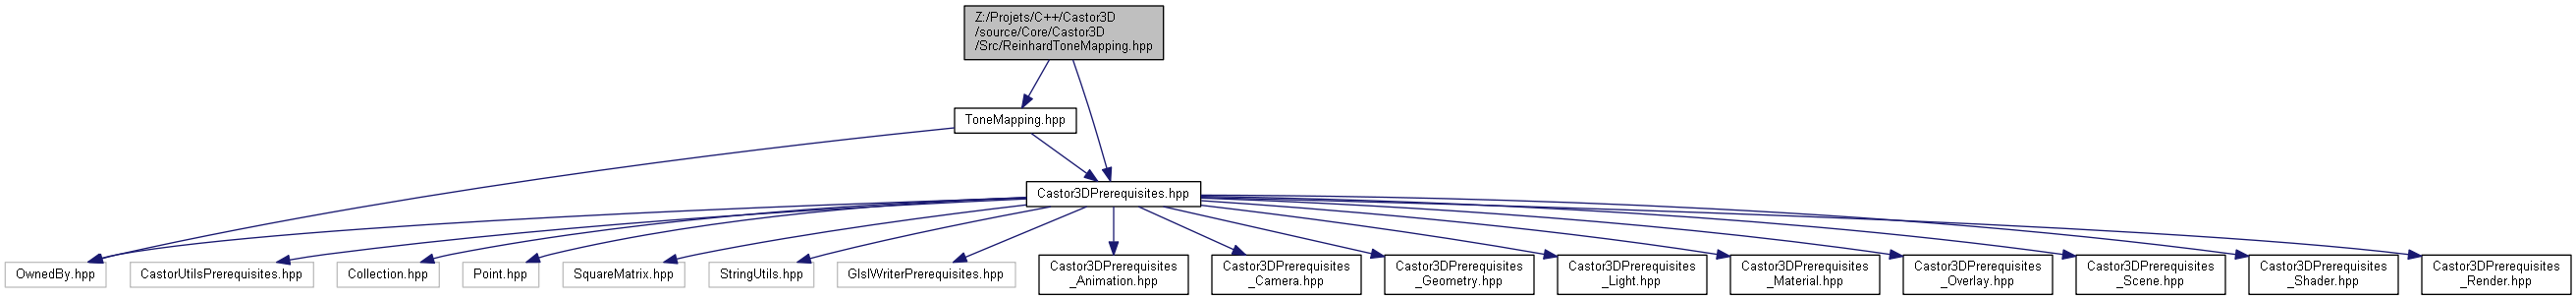 Z:/Projets/C++/Castor3D
/source/Core/Castor3D
/Src/ReinhardToneMapping.hpp
ToneMapping.hpp
Castor3DPrerequisites.hpp
OwnedBy.hpp
CastorUtilsPrerequisites.hpp
Collection.hpp
Point.hpp
SquareMatrix.hpp
StringUtils.hpp
GlslWriterPrerequisites.hpp
Castor3DPrerequisites
_Animation.hpp
Castor3DPrerequisites
_Camera.hpp
Castor3DPrerequisites
_Geometry.hpp
Castor3DPrerequisites
_Light.hpp
Castor3DPrerequisites
_Material.hpp
Castor3DPrerequisites
_Overlay.hpp
Castor3DPrerequisites
_Scene.hpp
Castor3DPrerequisites
_Shader.hpp
Castor3DPrerequisites
_Render.hpp